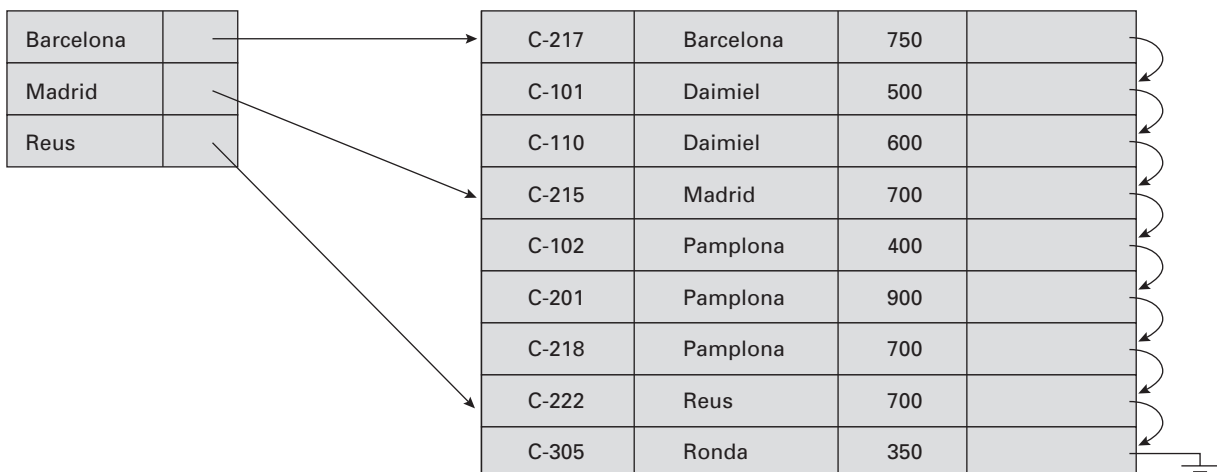 Barcelona
Madrid
Reus
C-217 Barcelona 750
C-101 Daimiel 500
C-110 Daimiel 600
C-215 Madrid 700
C-102 Pamplona 400
C-201 Pamplona 900
C-218 Pamplona 700
C-222 Reus 700
C-305 Ronda 350